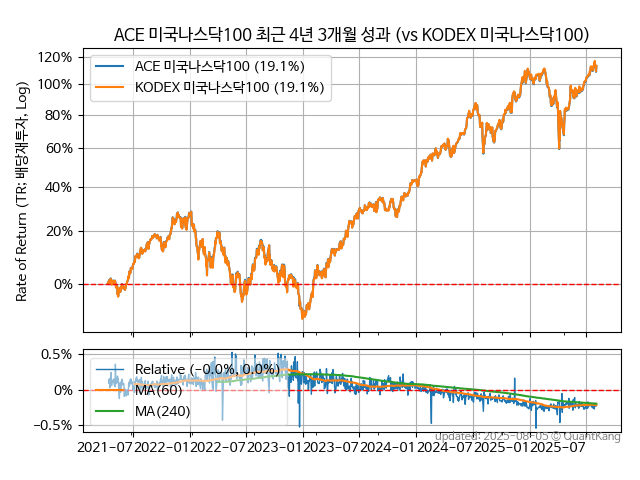 ACE 미국나스닥100 최근 4년 3개월 성과 (vs KODEX 미국나스닥100)
120%
100%
80%
60%
40%
20%
0%
Rate of Return (TR: 배당재투자, Log)
ACE 미국나스닥100 (19.1%)
KODEX 미국나스닥100 (19.1%)
0.5%
0.0%
−0.5%
Relative (−0.0%, 0.0%)
MA(60)
MA(240)
2021-07
2022-01
2022-07
2023-01
2023-07
2024-01
2024-07
2025-01
2025-07
updated: 2025-08-05 © QuantKang